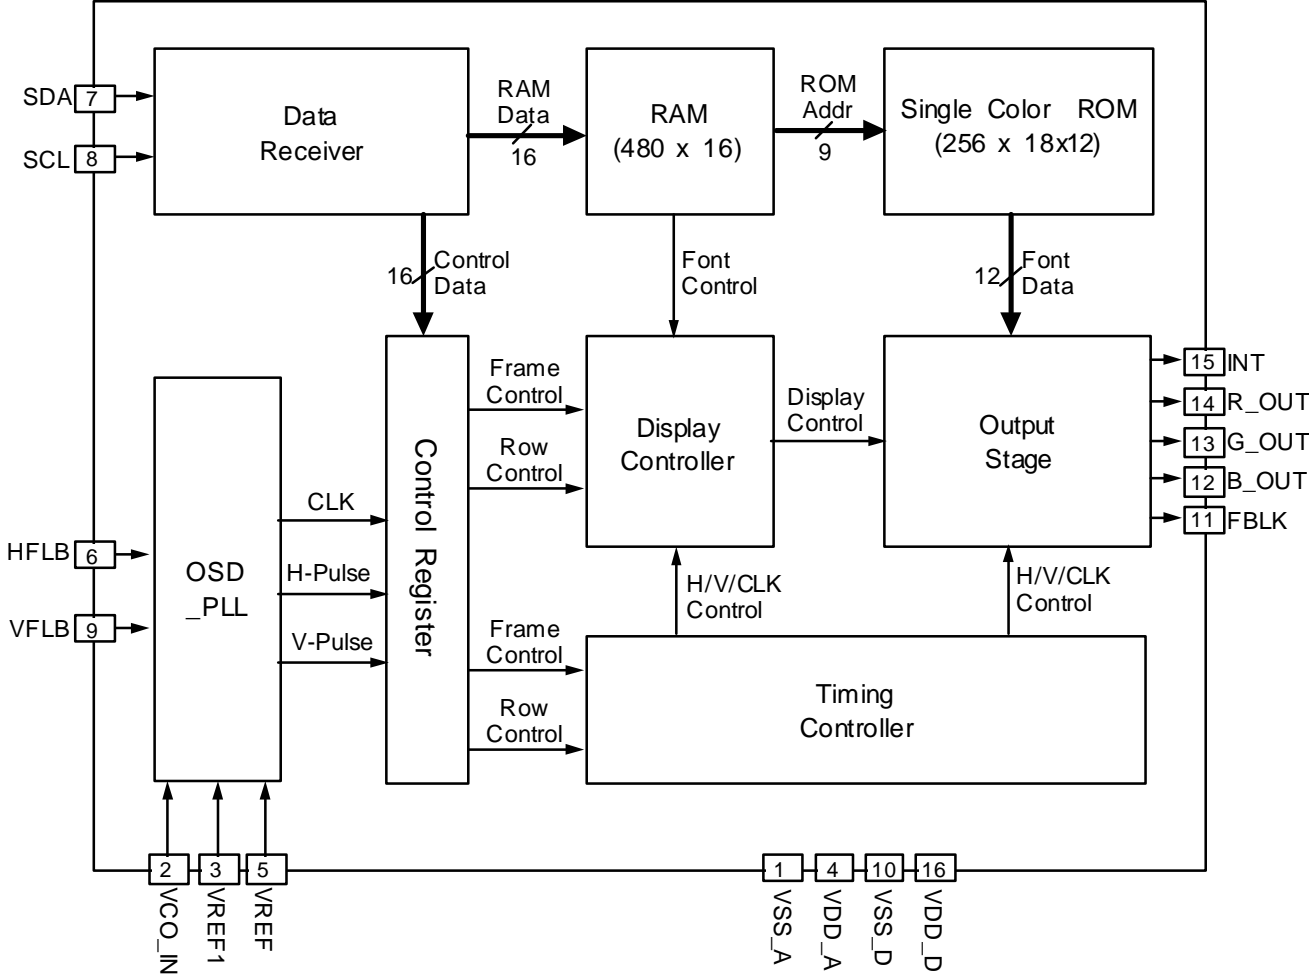 SDA
7
SCL
8
Data
Receiver
RAM
Data
16
RAM
(480 x 16)
ROM
Addr
9
Single Color ROM
(256 x 18x12)
16
Control
Data
Font
Control
12
Font
Data
HFLB
6
VFLB
9
OSD
_PLL
CLK
H-Pulse
V-Pulse
Control Register
Frame
Control
Row
Control
Display
Controller
Display
Control
Output
Stage
15
INT
14
R_OUT
13
G_OUT
12
B_OUT
11
FBLK
H/V/CLK
Control
H/V/CLK
Control
Frame
Control
Row
Control
Timing
Controller
2
VCO_IN
3
VREF1
5
VREF
1
VSS_A
4
VDD_A
10
VSS_D
16
VDD_D